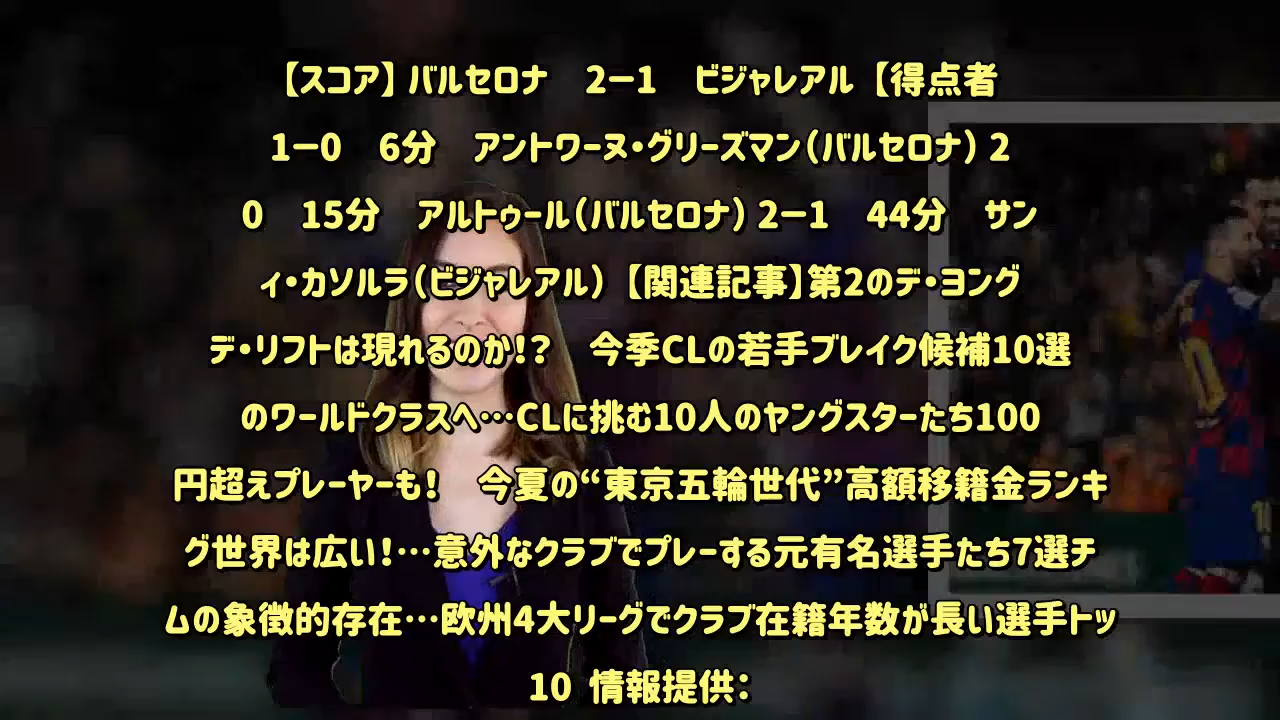 【スコア】 バルセロナ　2－1　ビジャレアル 【得点者
1－0　6分　アントワーヌ・グリーズマン（バルセロナ） 2
0　15分　アルトゥール（バルセロナ） 2－1　44分　サン
ィ・カソルラ（ビジャレアル） 【関連記事】第2のデ・ヨング
デ・リフトは現れるのか！？　今季CLの若手ブレイク候補10選
のワールドクラスへ…CLに挑む10人のヤングスターたち100
円超えプレーヤーも！　今夏の“東京五輪世代”高額移籍金ランキ
グ世界は広い！…意外なクラブでプレーする元有名選手たち7選チ
ムの象徴的存在…欧州4大リーグでクラブ在籍年数が長い選手トッ
10 情報提供：